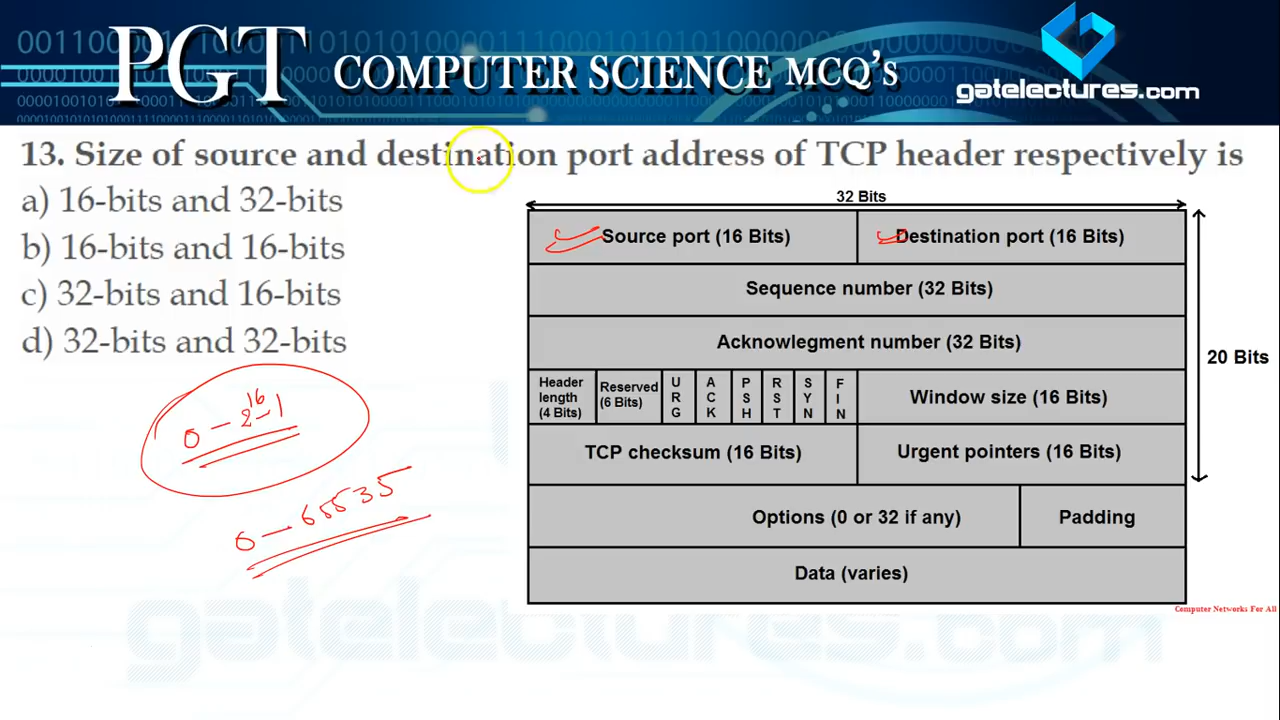 PGT COMPUTER SCIENCE MCQ's
gatelectures.com
13. Size of source and destination port address of TCP header respectively is
a) 16-bits and 32-bits
b) 16-bits and 16-bits
c) 32-bits and 16-bits
d) 32-bits and 32-bits
0 - 2^16 - 1
0 - 65535
32 Bits
Source port (16 Bits) Destination port (16 Bits)
Sequence number (32 Bits)
Acknowlegment number (32 Bits)
Header length (4 Bits) Reserved (6 Bits) URG ACK PSH RST SYN FIN Window size (16 Bits)
20 Bits
TCP checksum (16 Bits) Urgent pointers (16 Bits)
Options (0 or 32 if any) Padding
Data (varies)
Computer Networks For All
gatelectures.com